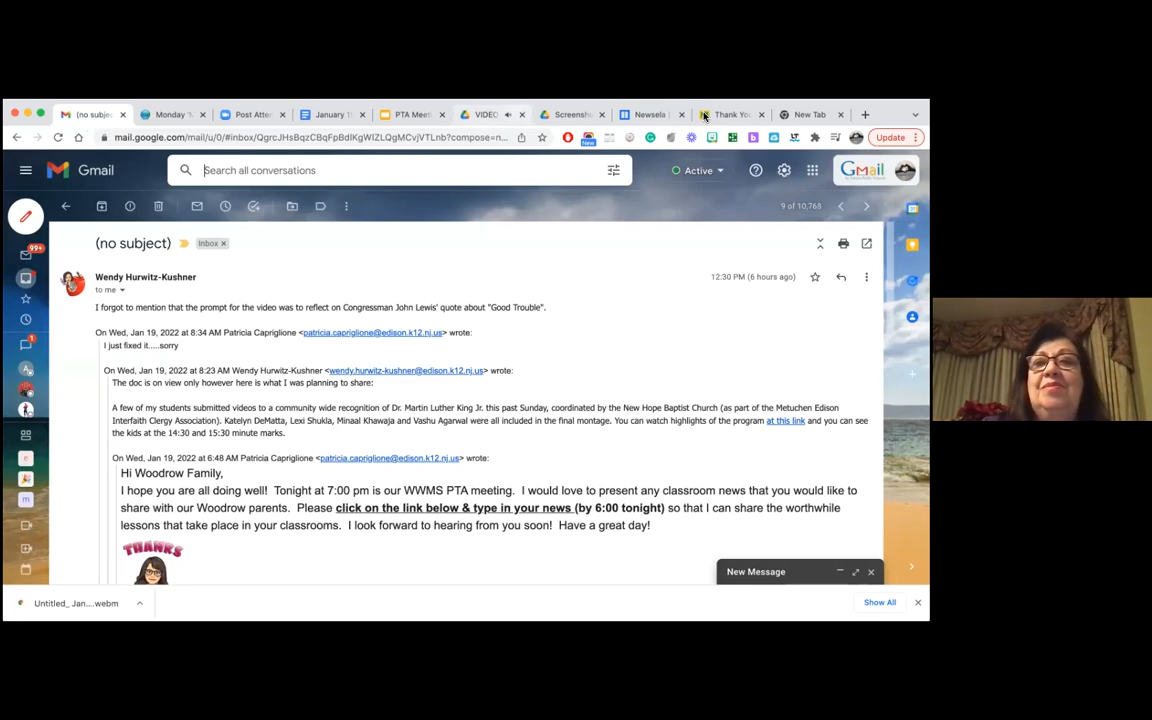 (no subjec
Monday "
Post Atten
January 1
PTA Meeti
VIDEO
Screensh
Newsela
Thank You
New Tab
mail.google.com/mail/u/0/#inbox/
New
Update
Gmail
Search all conversations
Active
Gmail
9 of 10,768
99+
(no subject)
Inbox x
Wendy Hurwitz-Kushner
12:30 PM (6 hours ago)
to me
I forgot to mention that the prompt for the video was to reflect on Congressman John Lewis' quote about "Good Trouble".
On Wed, Jan 19, 2022 at 8:34 AM Patricia Capriglione <patricia.capriglione@edison.k12.nj.us> wrote:
I just fixed it.....sorry
1
On Wed, Jan 19, 2022 at 8:23 AM Wendy Hurwitz-Kushner <wendy.hurwitz-kushner@edison.k12.nj.us> wrote:
The doc is on view only however here is what I was planning to share:
A few of my students submitted videos to a community wide recognition of Dr. Martin Luther King Jr. this past Sunday, coordinated by the New Hope Baptist Church (as part of the Metuchen Edison
Interfaith Clergy Association). Katelyn DeMatta, Lexi Shukla, Minaal Khawaja and Vashu Agarwal were all included in the final montage. You can watch highlights of the program at this link and you can see
the kids at the 14:30 and 15:30 minute marks.
On Wed, Jan 19, 2022 at 6:48 AM Patricia Capriglione <patricia.capriglione@edison.k12.nj.us> wrote:
Hi Woodrow Family,
I hope you are all doing well! Tonight at 7:00 pm is our WWMS PTA meeting. I would love to present any classroom news that you would like to
share with our Woodrow parents. Please click on the link below & type in your news (by 6:00 tonight) so that I can share the worthwhile
lessons that take place in your classrooms. I look forward to hearing from you soon! Have a great day!
THANKS
New Message
Untitled_ Jan....webm
Show All